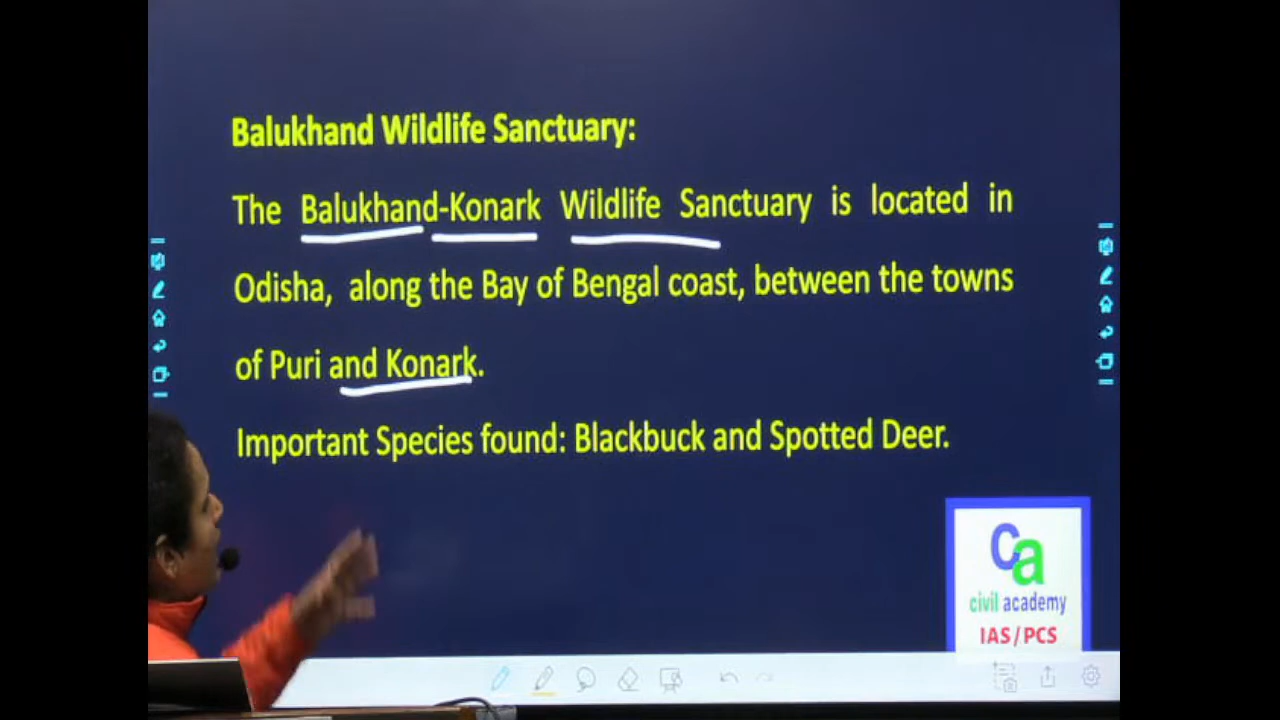 Balukhand Wildlife Sanctuary:
The Balukhand-Konark Wildlife Sanctuary is located in
Odisha, along the Bay of Bengal coast, between the towns
of Puri and Konark.
Important Species found: Blackbuck and Spotted Deer.
Ca
civil academy
IAS/PCS